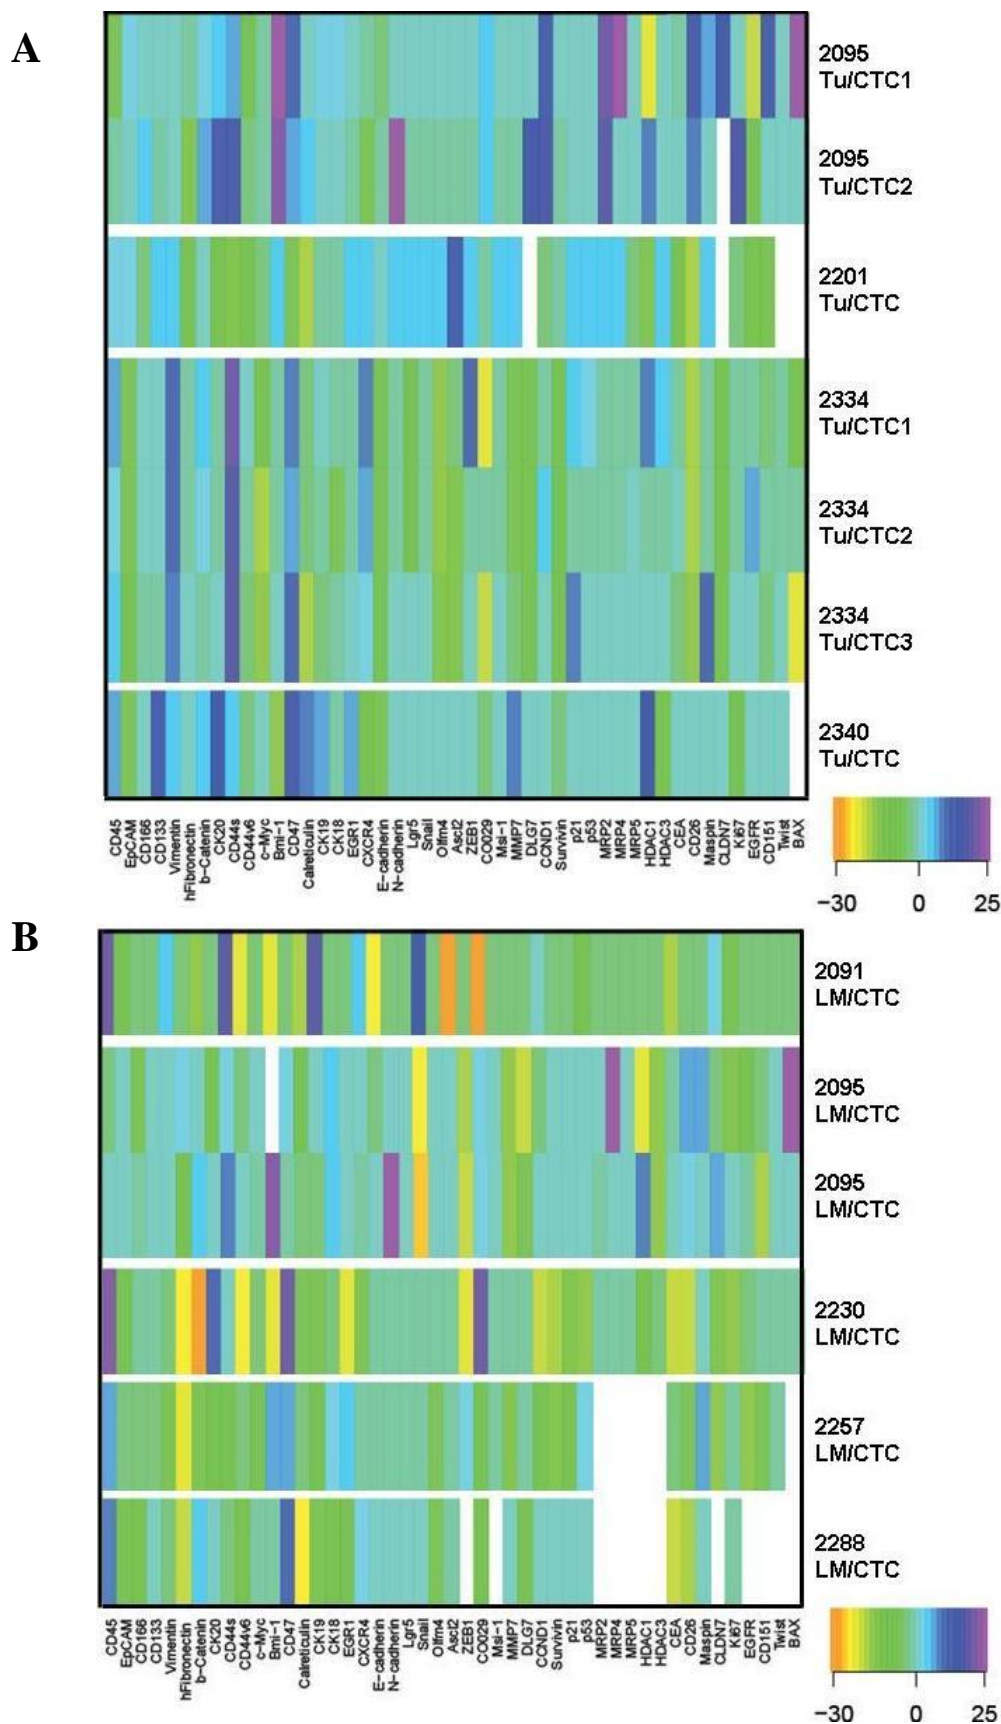 A
2095
Tu/CTC1
2095
Tu/CTC2
2201
Tu/CTC
2334
Tu/CTC1
2334
Tu/CTC2
2334
Tu/CTC3
2340
Tu/CTC
CD45
EpCAM
CD166
CD133
Vimentin
hFibronectin
b-Catenin
CK20
CD44s
CD44v6
c-Myc
Bmi-1
CD47
Calreticulin
CK19
CK18
EGR1
CXCR4
E-cadherin
N-cadherin
Lgr5
Snail
Olfm4
Ascl2
ZEB1
CO029
Msi-1
MMP7
DLG7
CCND1
Survivin
p21
p53
MRP2
MRP4
MRP5
HDAC1
HDAC3
CEA
CD26
Maspin
CLDN7
Ki67
EGFR
CD151
Twist
BAX
−30 0 25
B
2091
LM/CTC
2095
LM/CTC
2095
LM/CTC
2230
LM/CTC
2257
LM/CTC
2288
LM/CTC
CD45
EpCAM
CD166
CD133
Vimentin
hFibronectin
b-Catenin
CK20
CD44s
CD44v6
c-Myc
Bmi-1
CD47
Calreticulin
CK19
CK18
EGR1
CXCR4
E-cadherin
N-cadherin
Lgr5
Snail
Olfm4
Ascl2
ZEB1
CO029
Msi-1
MMP7
DLG7
CCND1
Survivin
p21
p53
MRP2
MRP4
MRP5
HDAC1
HDAC3
CEA
CD26
Maspin
CLDN7
Ki67
EGFR
CD151
Twist
BAX
−30 0 25